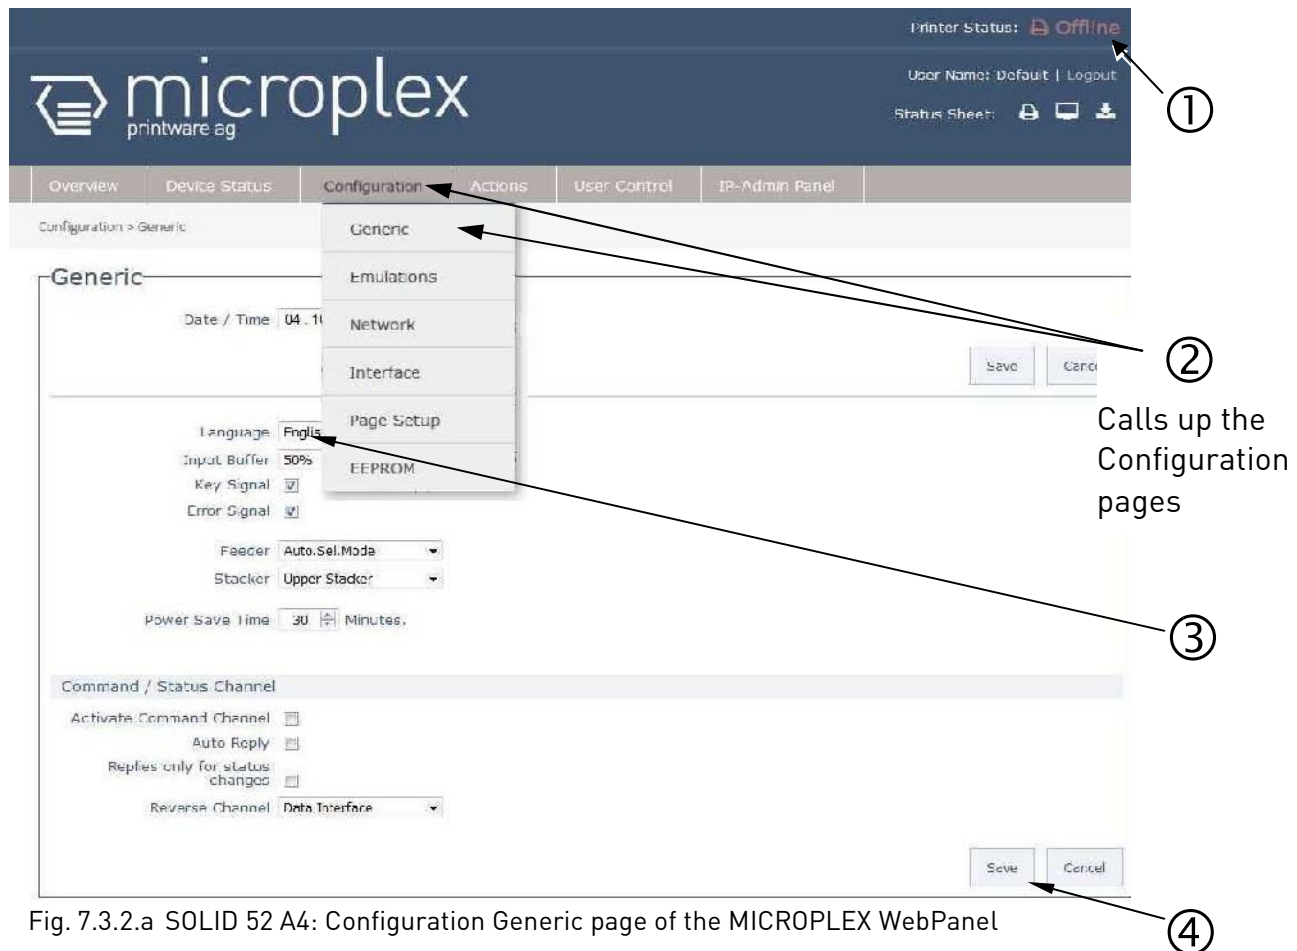 Printer Status: Offline
①
microplex
printware ag
User Name: Default | Logout
Status Sheet:
Overview Device Status Configuration Actions User Control IP-Admin Panel
Configuration > Generic
Generic
Emulations
Network
Interface
Page Setup
EEPROM
Generic
Date / Time 04 . 10
Save Cance
②
Calls up the
Configuration
pages
Language Englis
Input Buffer 50%
Key Signal
Error Signal
Feeder Auto.Sel.Mode
Stacker Upper Stacker
Power Save Time 30 Minutes.
③
Command / Status Channel
Activate Command Channel
Auto Reply
Replies only for status
changes
Reverse Channel Data Interface
Save Cancel
④
Fig. 7.3.2.a SOLID 52 A4: Configuration Generic page of the MICROPLEX WebPanel